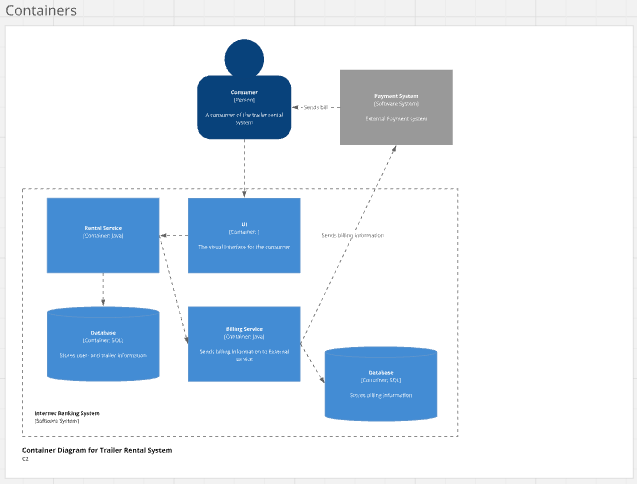 Containers
Consumer
[Person]
A consumer of the trailer rental
system
Payment System
[Software System]
External Payment system
Sends bill
Rental Service
[Container: Java]
UI
[Container: ]
The visual interface for the consumer
Sends billing information
Database
[Container: SQL]
Stores user and trailer information
Billing Service
[Container: Java]
Sends billing information to External
service
Database
[Container: SQL]
Stores billing information
Internet Banking System
[Software System]
Container Diagram for Trailer Rental System
C2